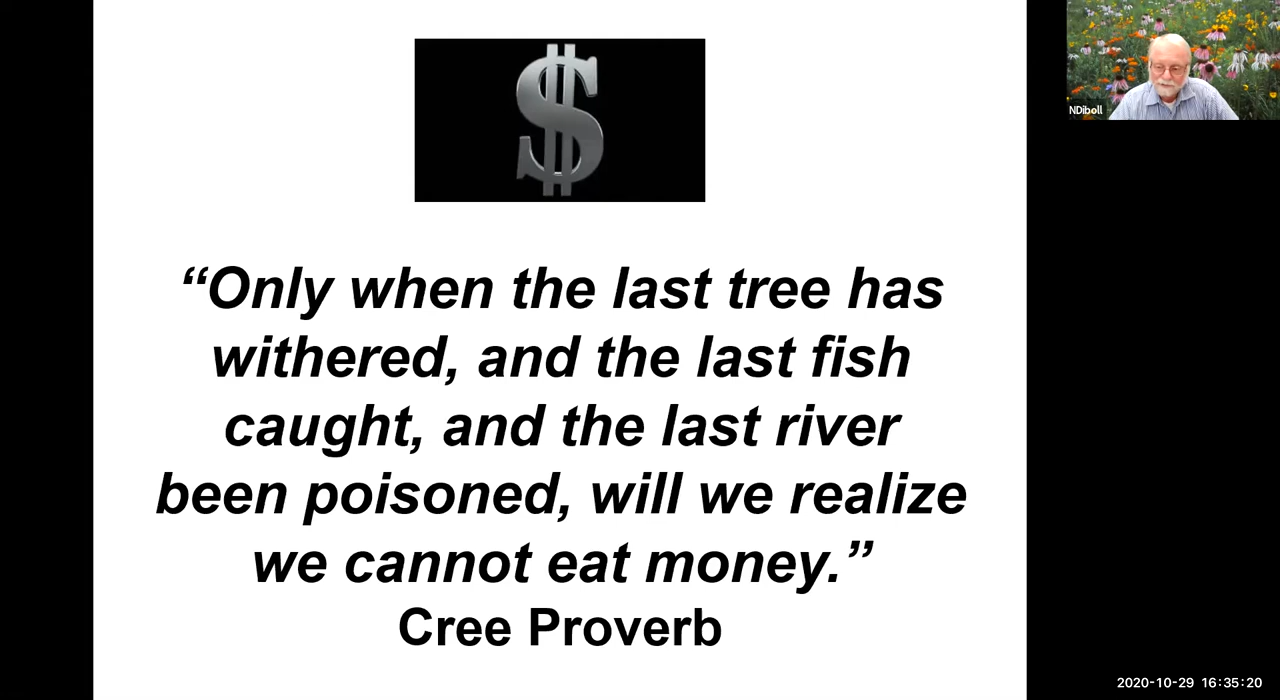 $
“Only when the last tree has
withered, and the last fish
caught, and the last river
been poisoned, will we realize
we cannot eat money.”
Cree Proverb
NDiboll
2020-10-29 16:35:20